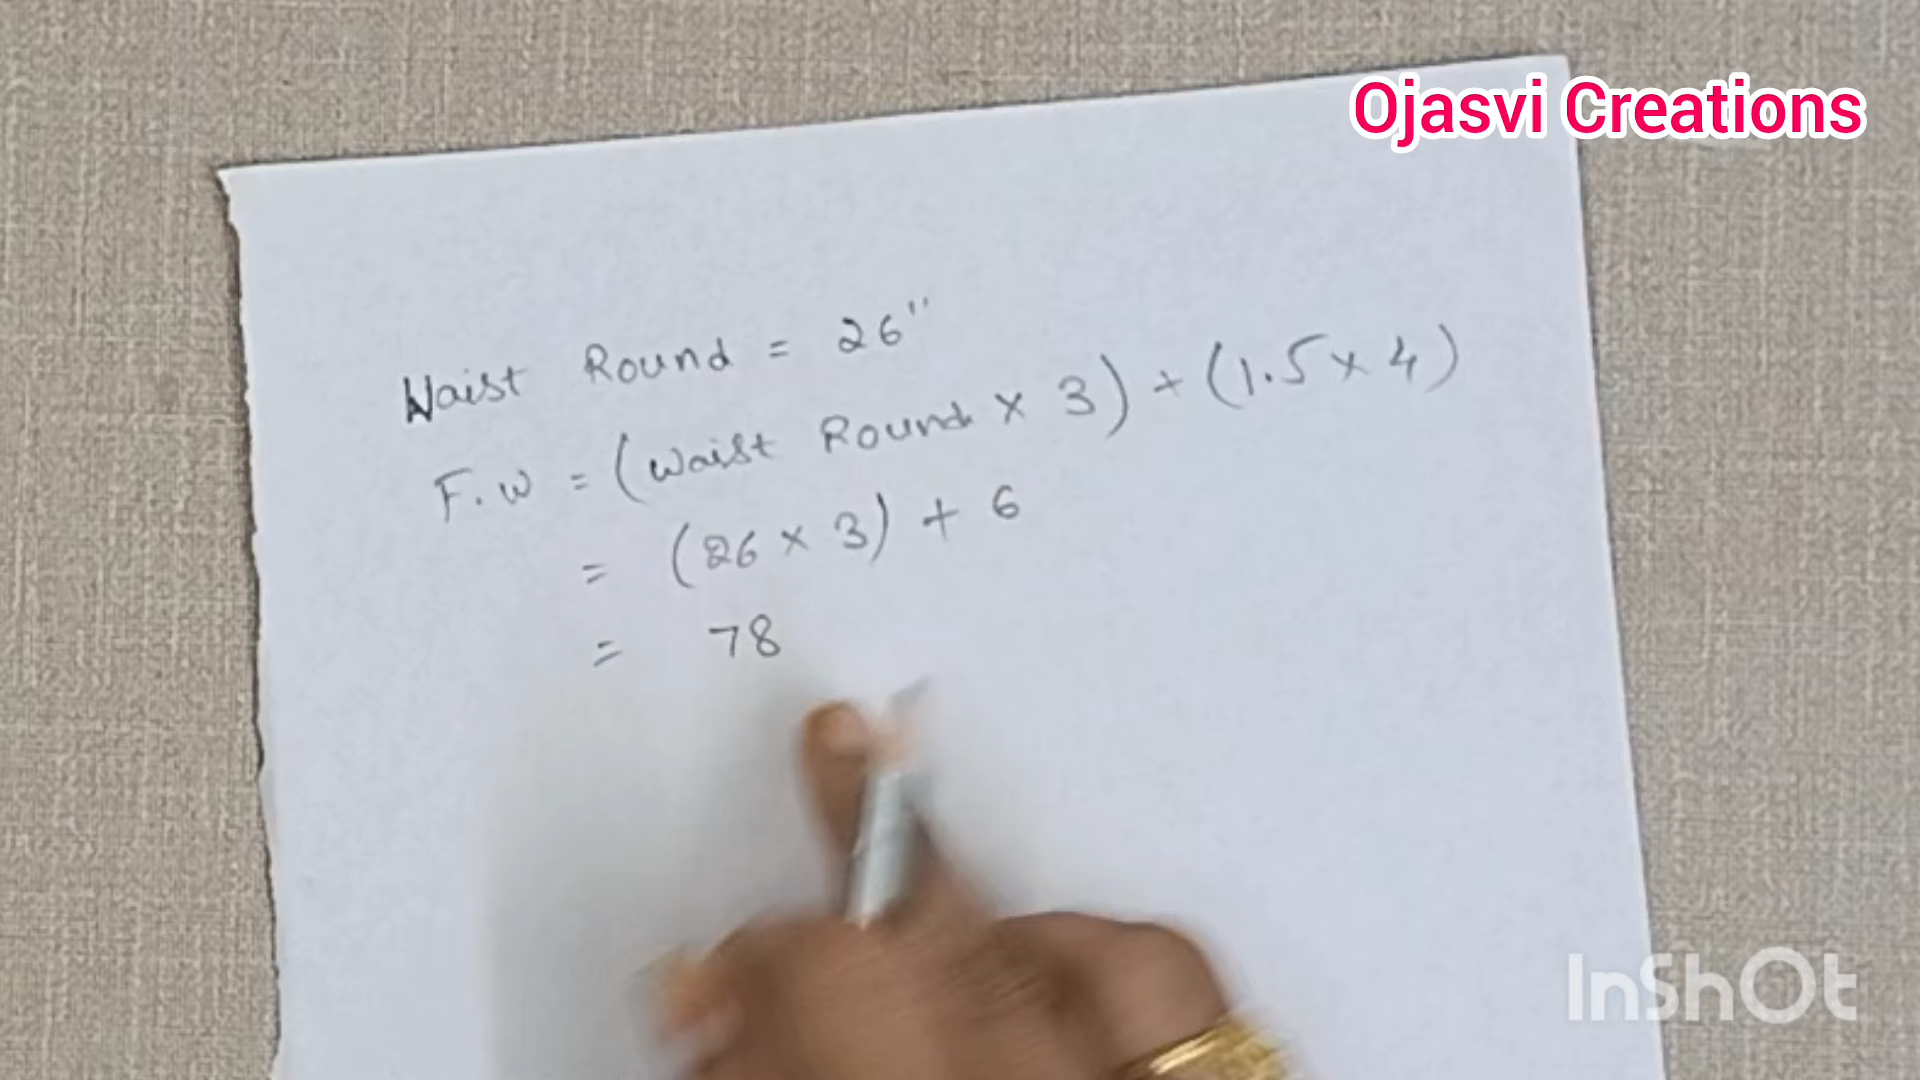 Ojasvi Creations
Waist Round = 26"
F.W = (Waist Round × 3) + (1.5 × 4)
= (26 × 3) + 6
= 78
InShOt